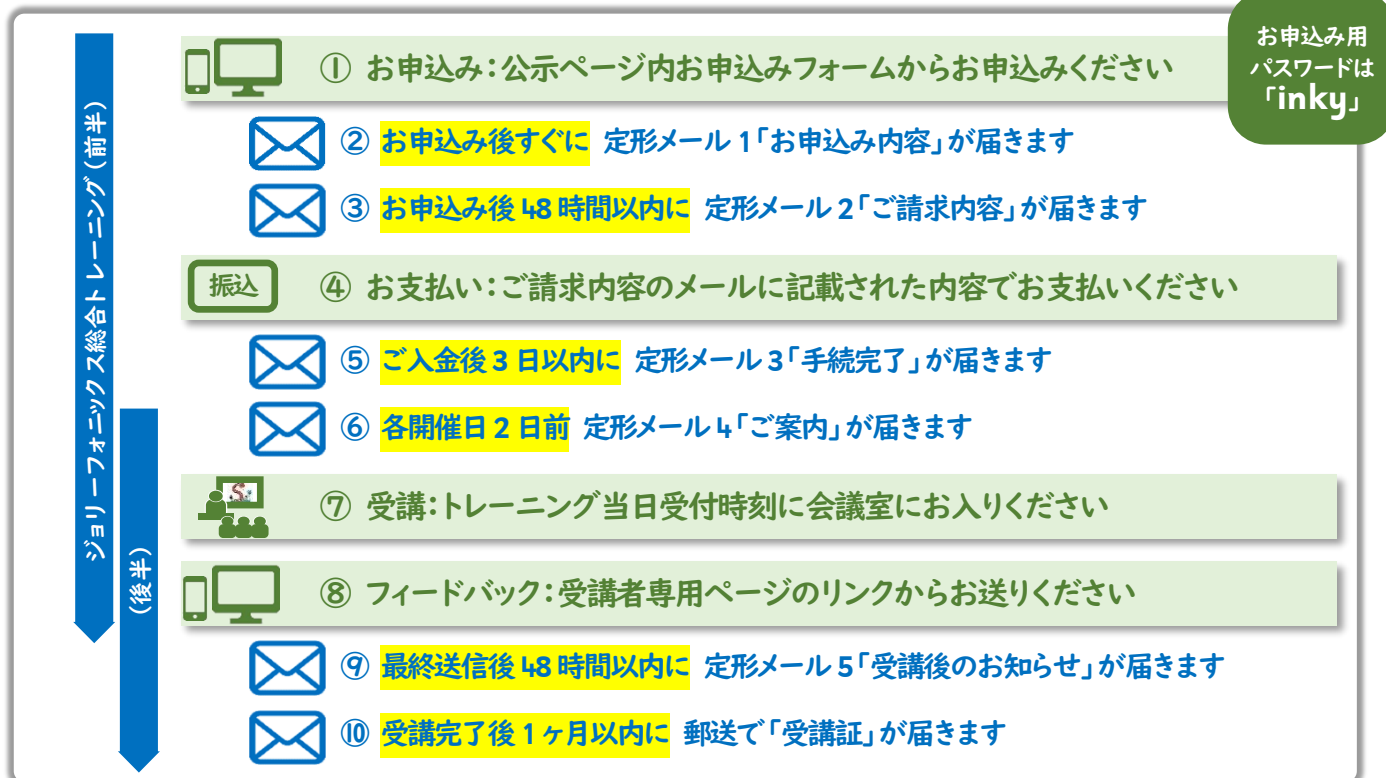 お申込み用
パスワードは
「inky」
① お申込み：公示ページ内お申込みフォームからお申込みください
② お申込み後すぐに 定形メール 1「お申込み内容」が届きます
③ お申込み後 48 時間以内に 定形メール 2「ご請求内容」が届きます
振込
④ お支払い：ご請求内容のメールに記載された内容でお支払いください
⑤ ご入金後 3 日以内に 定形メール 3「手続完了」が届きます
⑥ 各開催日 2 日前 定形メール 4「ご案内」が届きます
⑦ 受講：トレーニング当日受付時刻に会議室にお入りください
⑧ フィードバック：受講者専用ページのリンクからお送りください
⑨ 最終送信後 48 時間以内に 定形メール 5「受講後のお知らせ」が届きます
⑩ 受講完了後 1 ヶ月以内に 郵送で「受講証」が届きます
ジョリーフォニックス総合トレーニング（前半）
（後半）